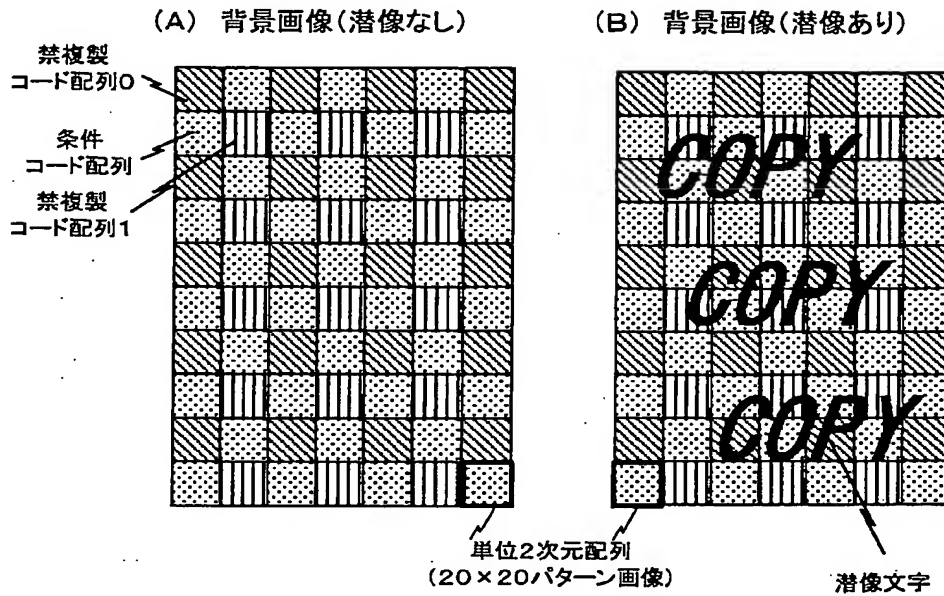 (A) 背景画像(潜像なし)
(B) 背景画像(潜像あり)
禁複製
コード配列0
条件
コード配列
禁複製
コード配列1
COPY
COPY
COPY
単位2次元配列
(20×20パターン画像)
潜像文字